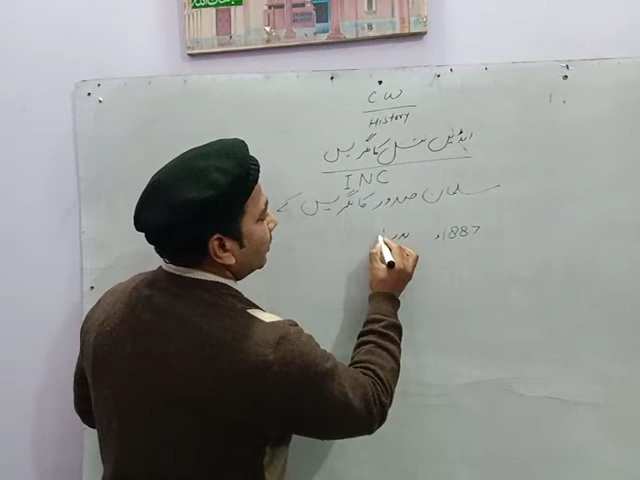 CW
History
انڈین نیشنل کانگریس
INC
مسلمان صدور کانگریس کے
1887ء